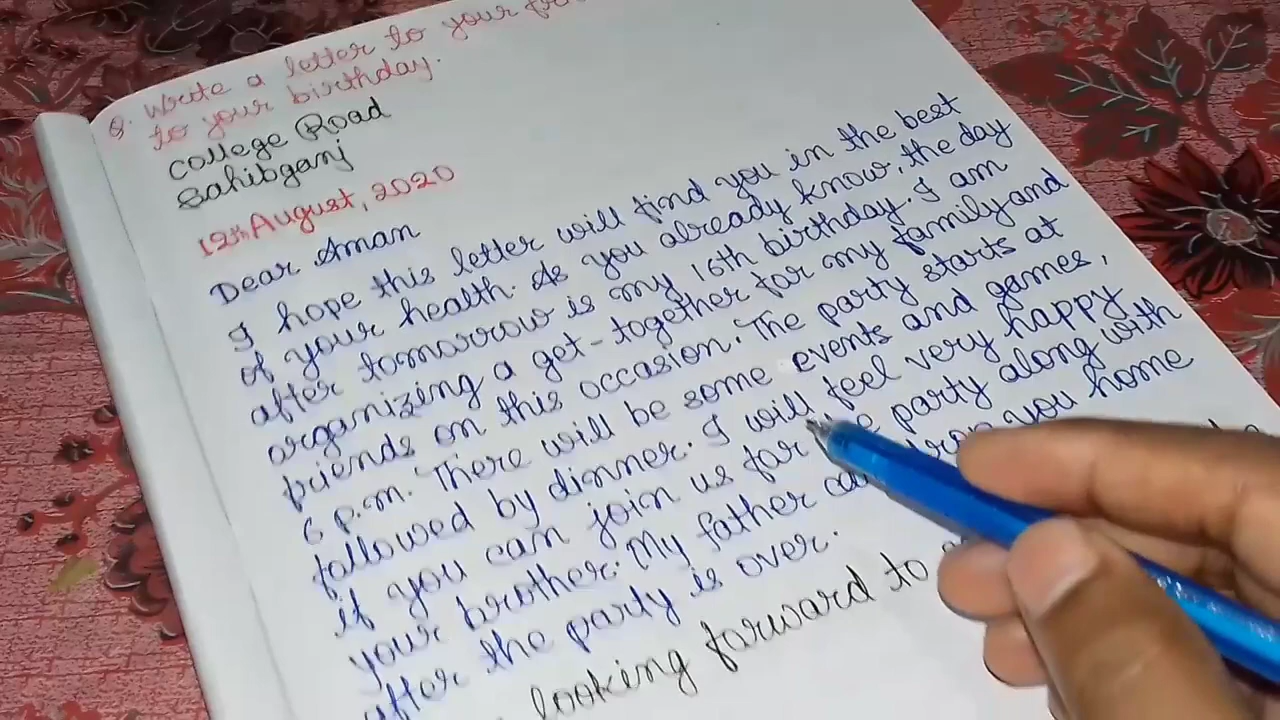 Q. Write a letter to your
to your birthday.
College Road
Sahibganj
12th August, 2020
Dear Aman
I hope this letter will find you in the best
of your health. As you already know, the day
after tomorrow is my 16th birthday. I am
organizing a get-together for my family and
friends on this occasion. The party starts at
6 p.m. There will be some events and games,
followed by dinner. I will feel very happy
if you can join us for party along with
your brother. My father you home
after the party is over.
looking forward to